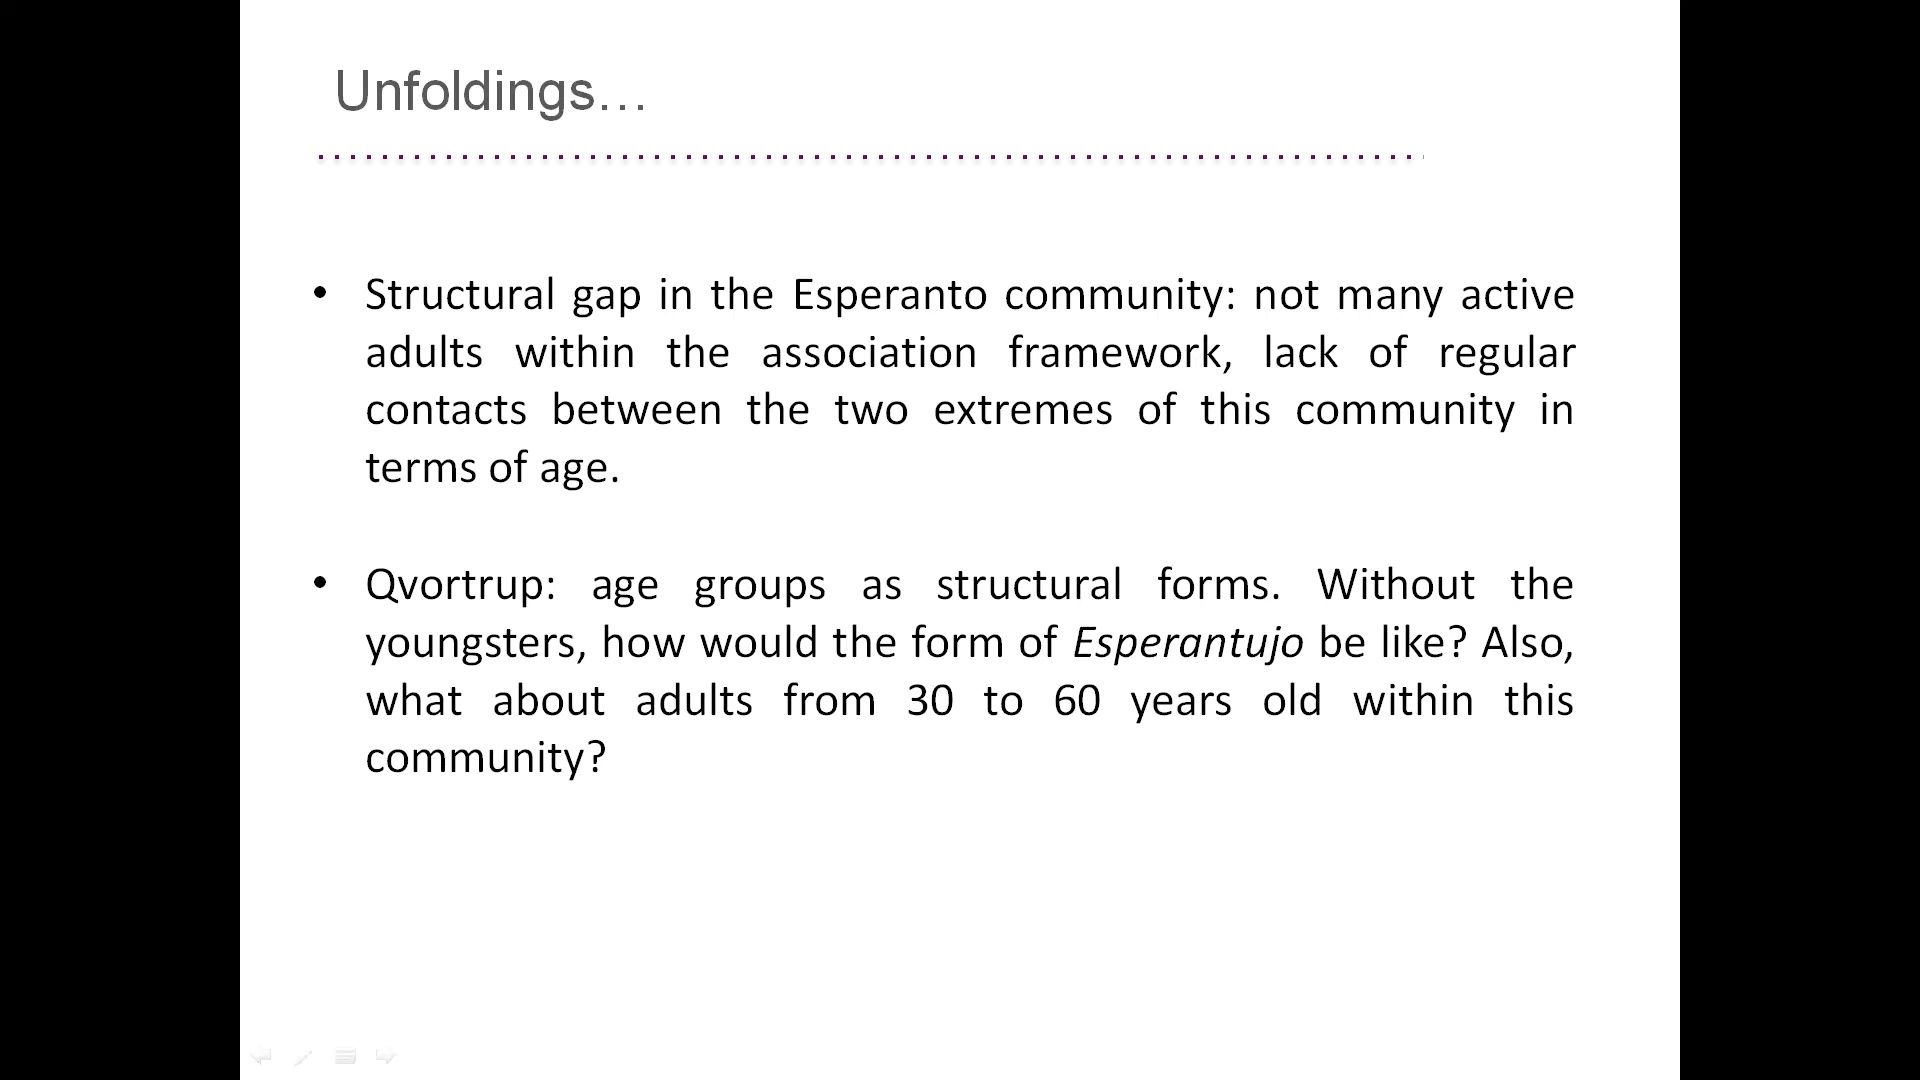 Unfoldings…
• Structural gap in the Esperanto community: not many active
adults within the association framework, lack of regular
contacts between the two extremes of this community in
terms of age.
• Qvortrup: age groups as structural forms. Without the
youngsters, how would the form of Esperantujo be like? Also,
what about adults from 30 to 60 years old within this
community?